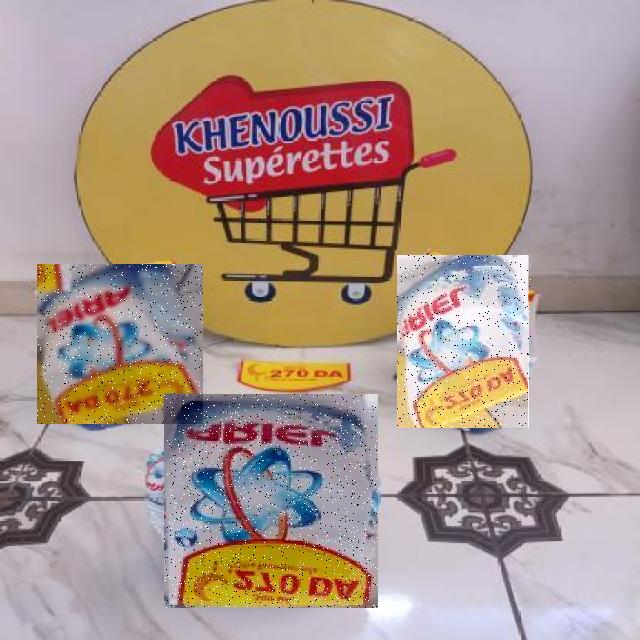 KHENOUSSI
Supérettes
ARIEL
270 DA
ARIEL
270 DA
270 DA
ARIEL
270 DA